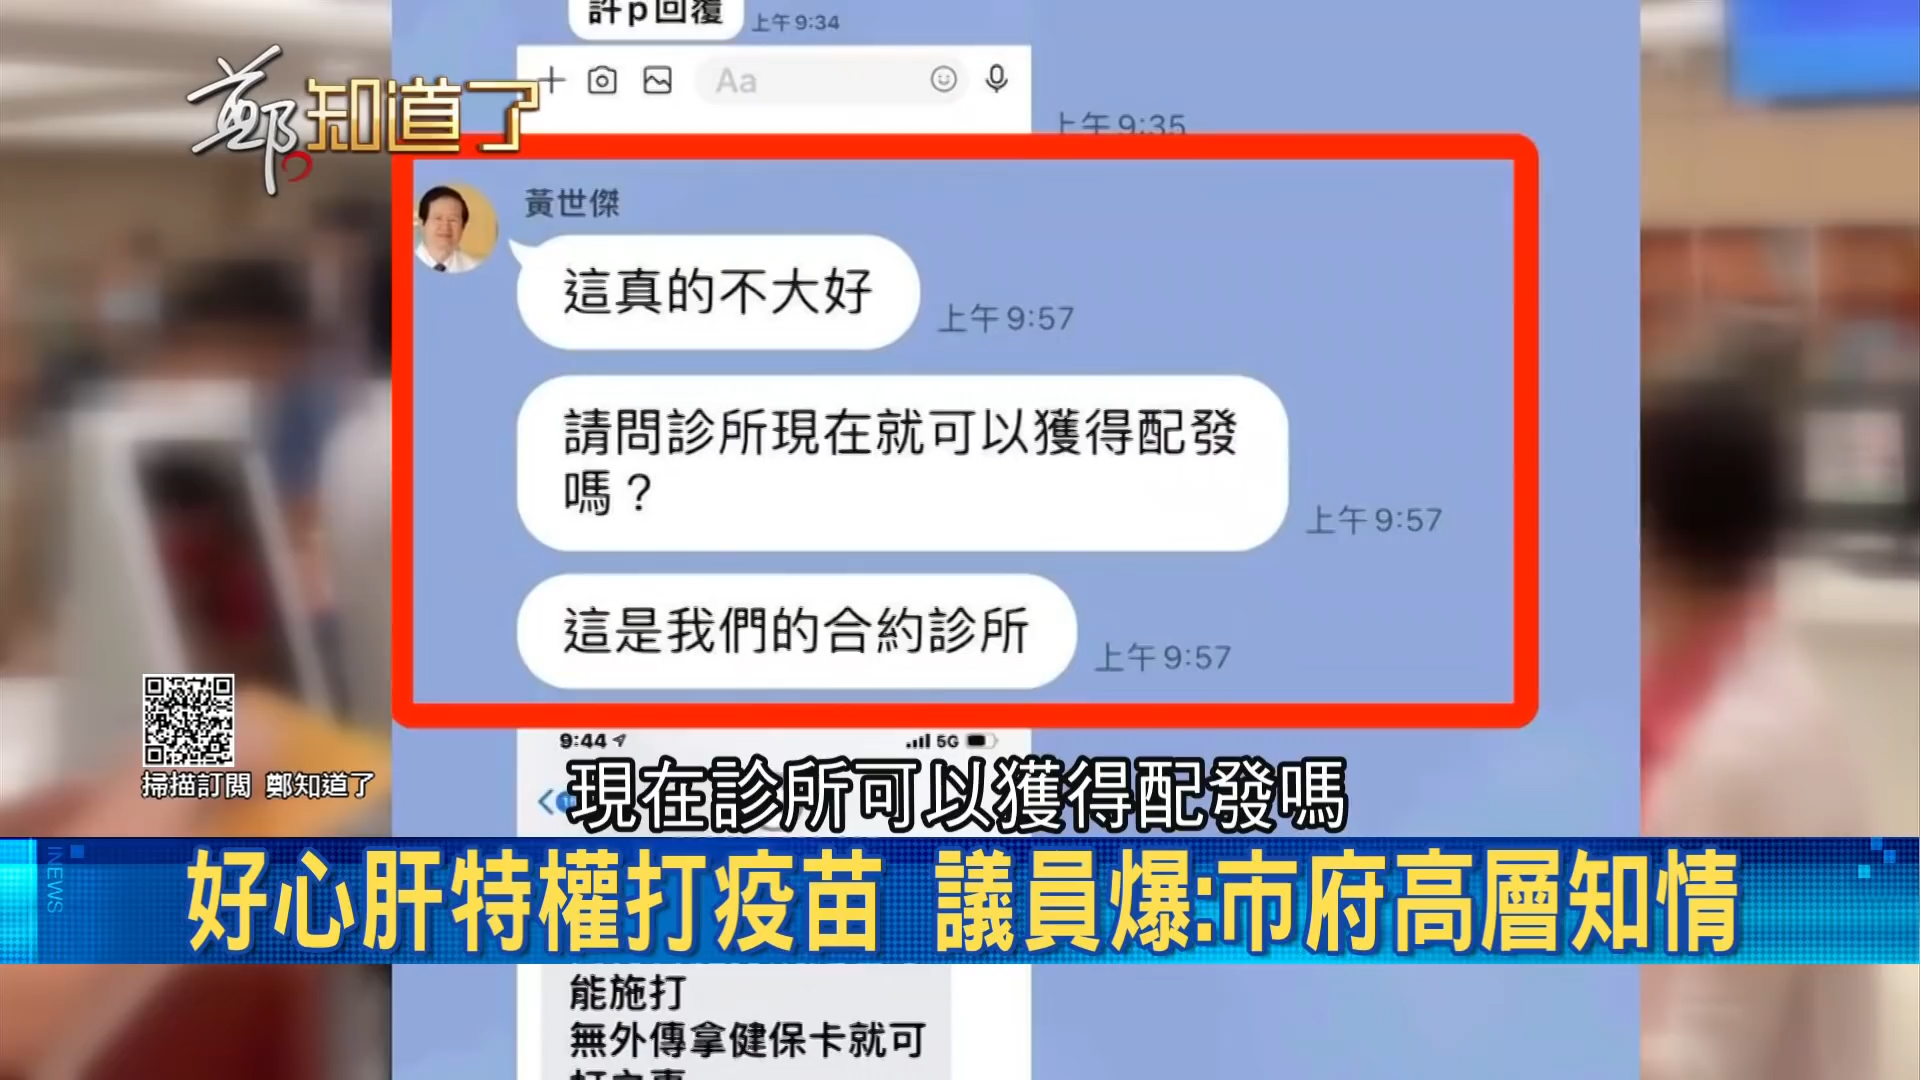 許p回覆
上午9:34
Aa
上午9:35
鄭知道了
黃世傑
這真的不大好
上午9:57
請問診所現在就可以獲得配發
嗎？
上午9:57
這是我們的合約診所
上午9:57
9:44
5G
掃描訂閱 鄭知道了
現在診所可以獲得配發嗎
iNEWS
好心肝特權打疫苗 議員爆:市府高層知情
能施打
無外傳拿健保卡就可